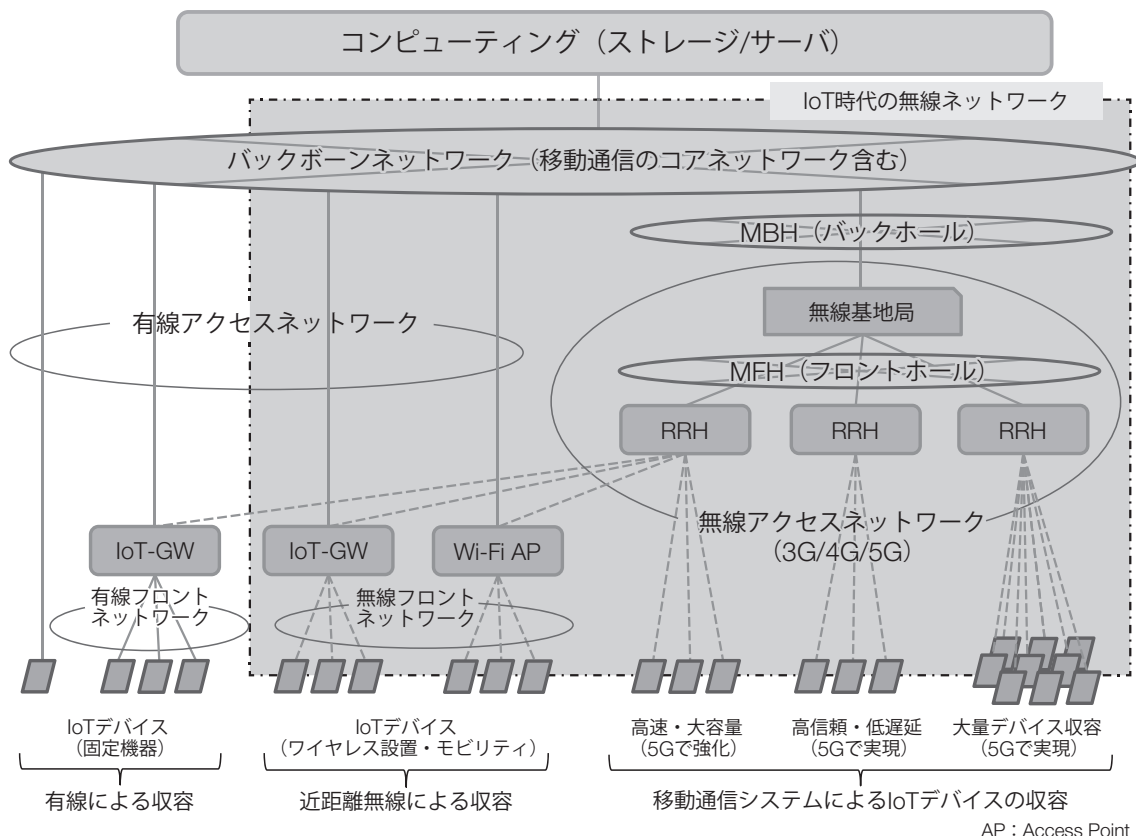 コンピューティング（ストレージ/サーバ）
IoT時代の無線ネットワーク
バックボーンネットワーク（移動通信のコアネットワーク含む）
MBH（バックホール）
無線基地局
有線アクセスネットワーク
MFH（フロントホール）
RRH
RRH
RRH
無線アクセスネットワーク
（3G/4G/5G）
IoT-GW
IoT-GW
Wi-Fi AP
有線フロント
ネットワーク
無線フロント
ネットワーク
IoTデバイス
（固定機器）
IoTデバイス
（ワイヤレス設置・モビリティ）
高速・大容量
（5Gで強化）
高信頼・低遅延
（5Gで実現）
大量デバイス収容
（5Gで実現）
有線による収容
近距離無線による収容
移動通信システムによるIoTデバイスの収容
AP：Access Point